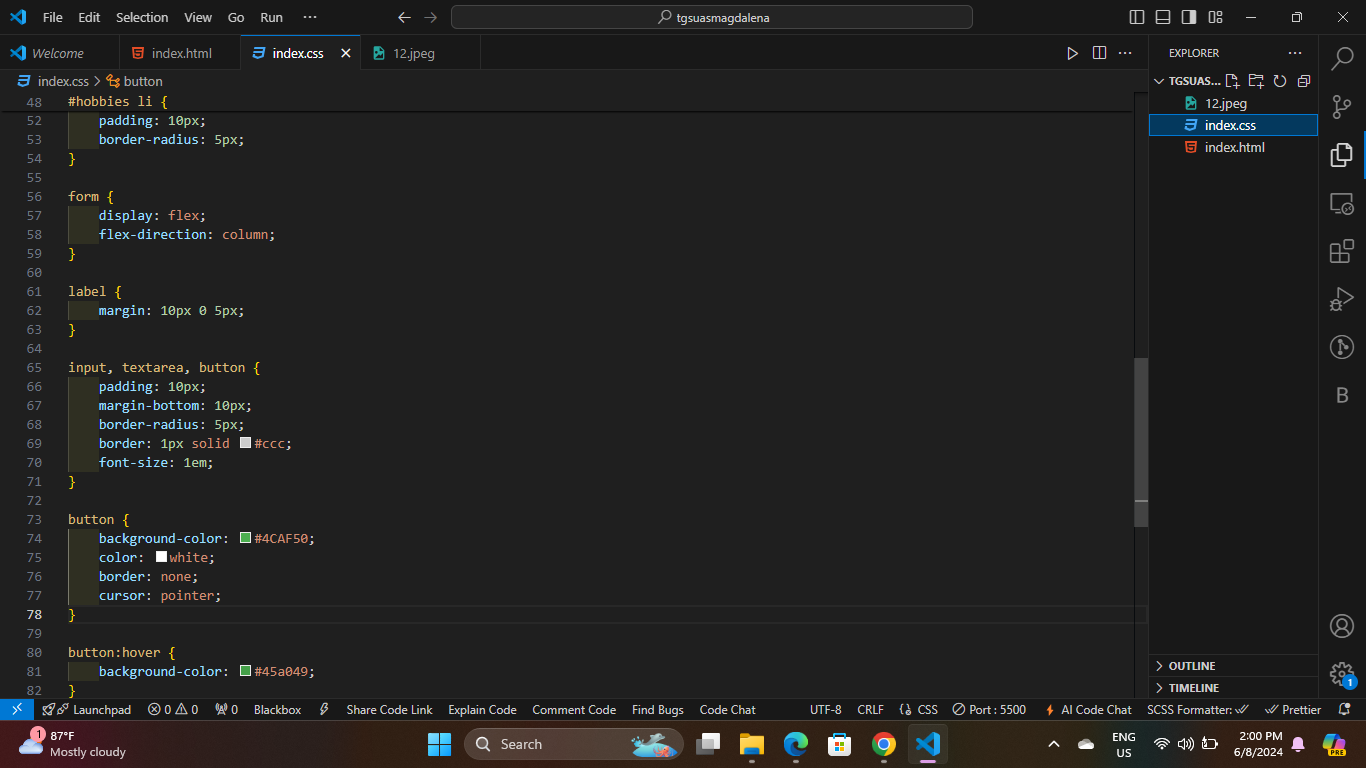 File Edit Selection View Go Run ··· tgsuasmagdalena
Welcome index.html index.css 12.jpeg
index.css > button
48 #hobbies li {
52 padding: 10px;
53 border-radius: 5px;
54 }
55
56 form {
57 display: flex;
58 flex-direction: column;
59 }
60
61 label {
62 margin: 10px 0 5px;
63 }
64
65 input, textarea, button {
66 padding: 10px;
67 margin-bottom: 10px;
68 border-radius: 5px;
69 border: 1px solid #ccc;
70 font-size: 1em;
71 }
72
73 button {
74 background-color: #4CAF50;
75 color: white;
76 border: none;
77 cursor: pointer;
78 }
79
80 button:hover {
81 background-color: #45a049;
82 }
EXPLORER ···
TGSUAS...
12.jpeg
index.css
index.html
OUTLINE
TIMELINE
B
1
Launchpad 0 0 0 Blackbox Share Code Link Explain Code Comment Code Find Bugs Code Chat UTF-8 CRLF {} CSS Port : 5500 AI Code Chat SCSS Formatter: Prettier
1 87°F
Mostly cloudy
Search
ENG
US
2:00 PM
6/8/2024
PRE